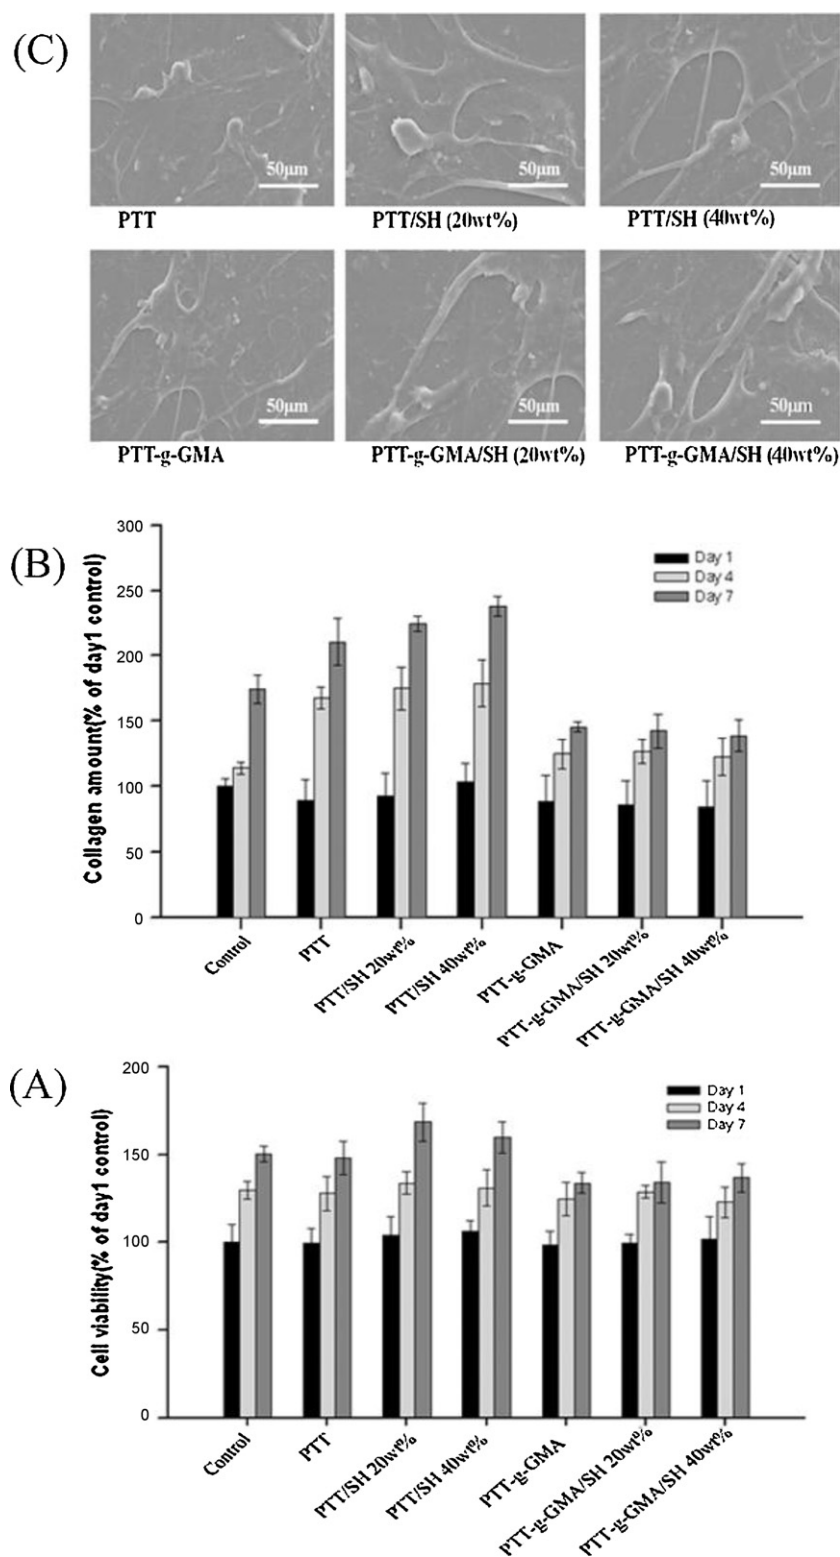 (C)
50μm
50μm
50μm
PTT
PTT/SH (20wt%)
PTT/SH (40wt%)
50μm
50μm
50μm
PTT-g-GMA
PTT-g-GMA/SH (20wt%)
PTT-g-GMA/SH (40wt%)
(B)
Collagen amount(% of day1 control)
300
250
200
150
100
50
0
Day 1
Day 4
Day 7
Control
PTT
PTT/SH 20wt%
PTT/SH 40wt%
PTT-g-GMA
PTT-g-GMA/SH 20wt%
PTT-g-GMA/SH 40wt%
(A)
Cell viability(% of day1 control)
200
150
100
50
0
Day 1
Day 4
Day 7
Control
PTT
PTT/SH 20wt%
PTT/SH 40wt%
PTT-g-GMA
PTT-g-GMA/SH 20wt%
PTT-g-GMA/SH 40wt%